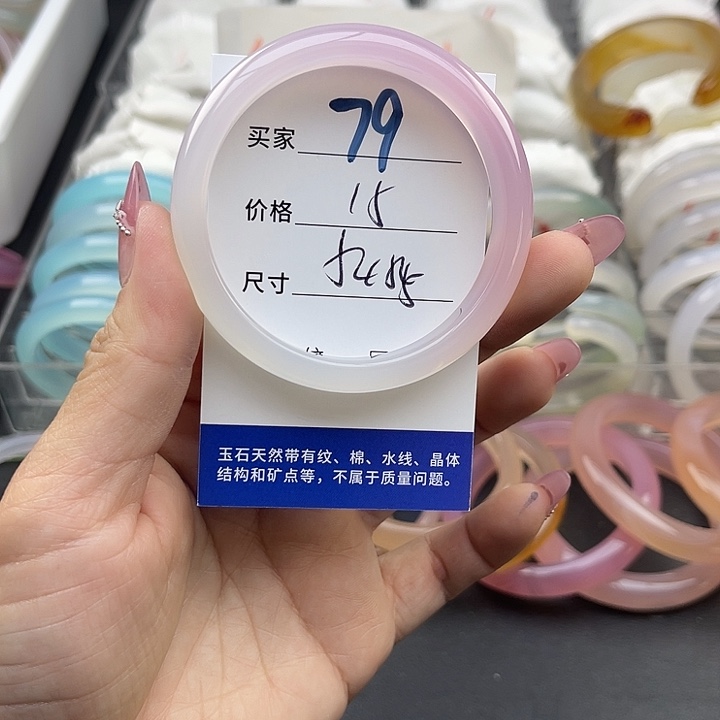 买家 79
价格 15
尺寸
玉石天然带有纹、棉、水线、晶体
结构和矿点等，不属于质量问题。